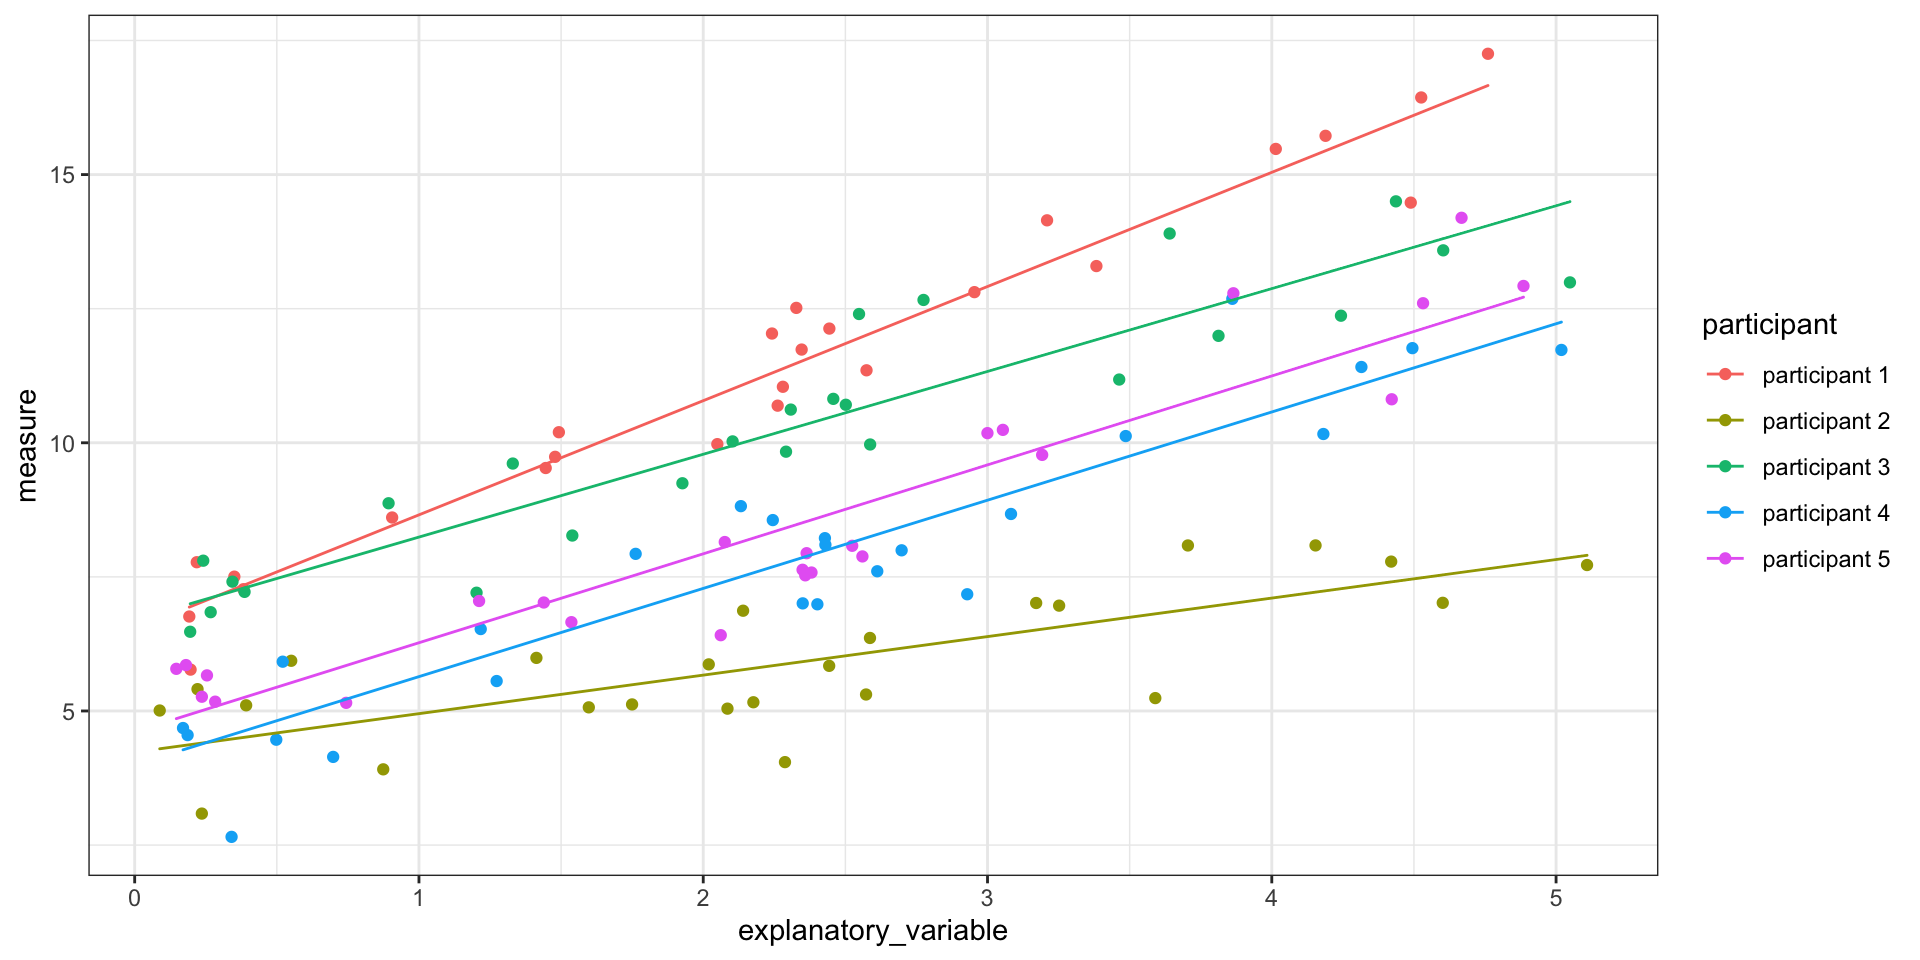 15
10
5
measure
0 1 2 3 4 5
explanatory_variable
participant
participant 1
participant 2
participant 3
participant 4
participant 5